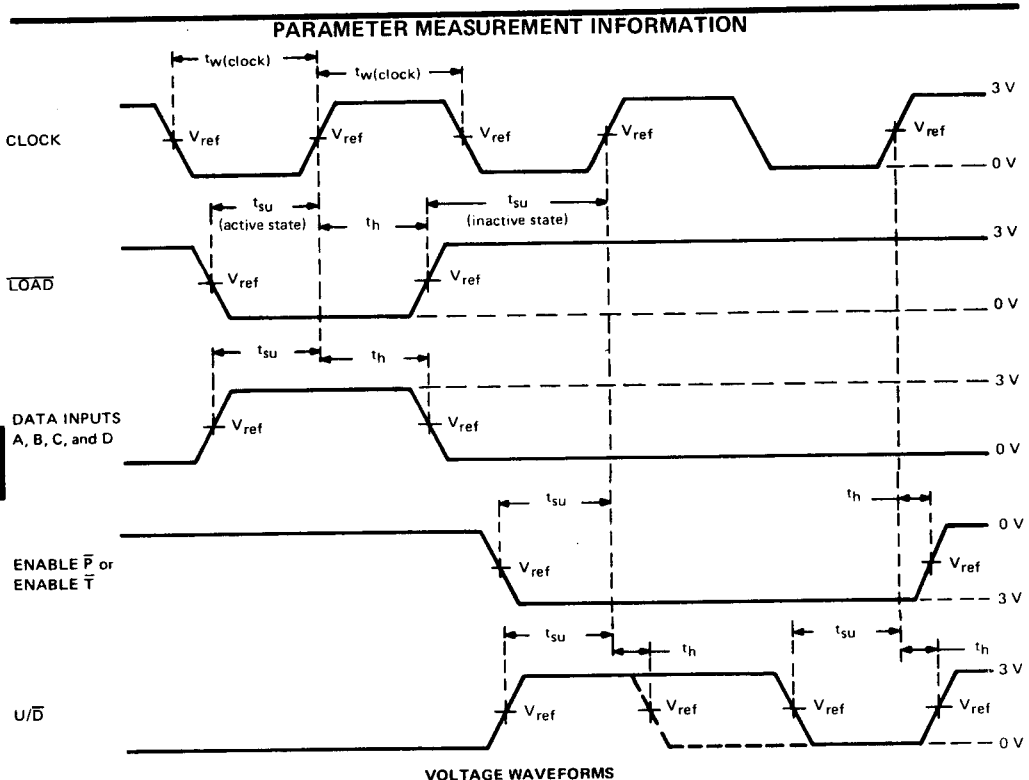 PARAMETER MEASUREMENT INFORMATION
tw(clock)
tw(clock)
3 V
CLOCK
Vref
Vref
Vref
Vref
Vref
0 V
tsu
(active state)
th
tsu
(inactive state)
3 V
LOAD
Vref
Vref
0 V
tsu
th
3 V
DATA INPUTS
A, B, C, and D
Vref
Vref
0 V
tsu
th
0 V
ENABLE P̅ or
ENABLE T̅
Vref
Vref
3 V
tsu
th
tsu
th
3 V
U/D̅
Vref
Vref
Vref
Vref
0 V
VOLTAGE WAVEFORMS